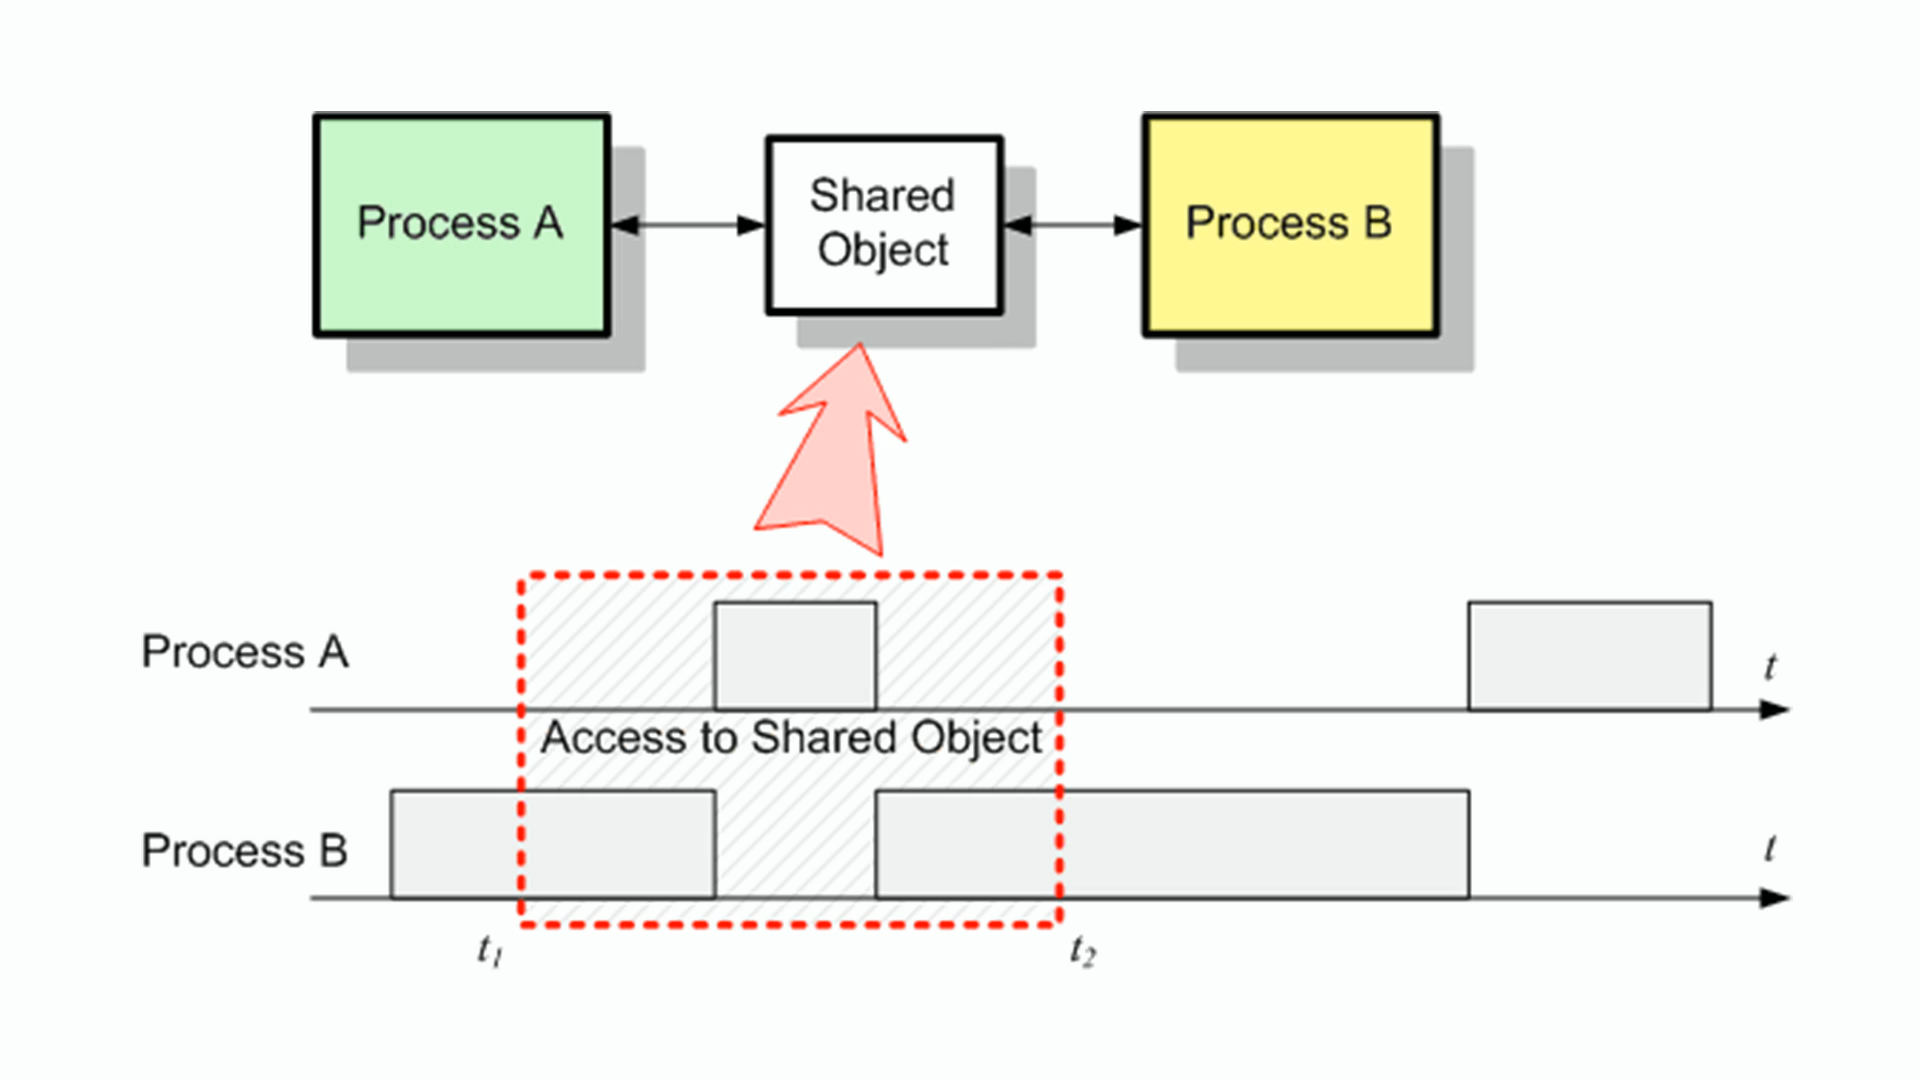 Process A
Shared
Object
Process B
Process A
t
Access to Shared Object
Process B
t
t1
t2